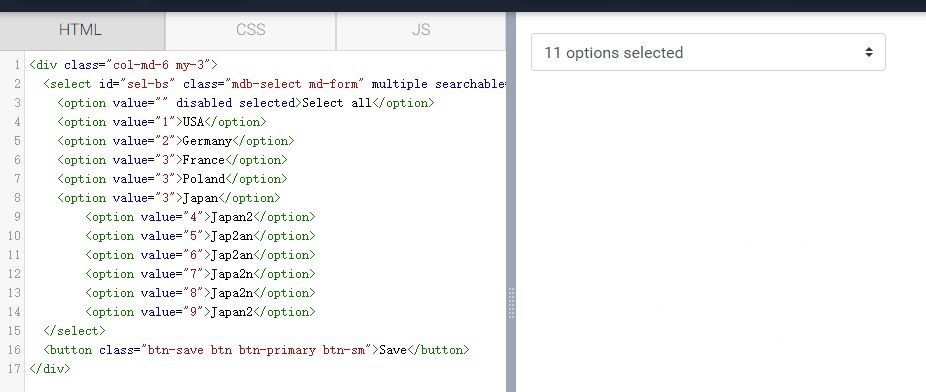 HTML CSS JS
1 <div class="col-md-6 my-3">
2 <select id="sel-bs" class="mdb-select md-form" multiple searchable=
3 <option value="" disabled selected>Select all</option>
4 <option value="1">USA</option>
5 <option value="2">Germany</option>
6 <option value="3">France</option>
7 <option value="3">Poland</option>
8 <option value="3">Japan</option>
9 <option value="4">Japan2</option>
10 <option value="5">Jap2an</option>
11 <option value="6">Jap2an</option>
12 <option value="7">Japa2n</option>
13 <option value="8">Japa2n</option>
14 <option value="9">Japan2</option>
15 </select>
16 <button class="btn-save btn btn-primary btn-sm">Save</button>
17 </div>
11 options selected